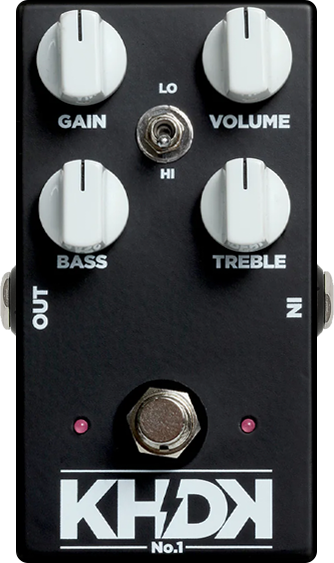 LO
GAIN
VOLUME
HI
BASS
TREBLE
OUT
IN
KHDK
No.1